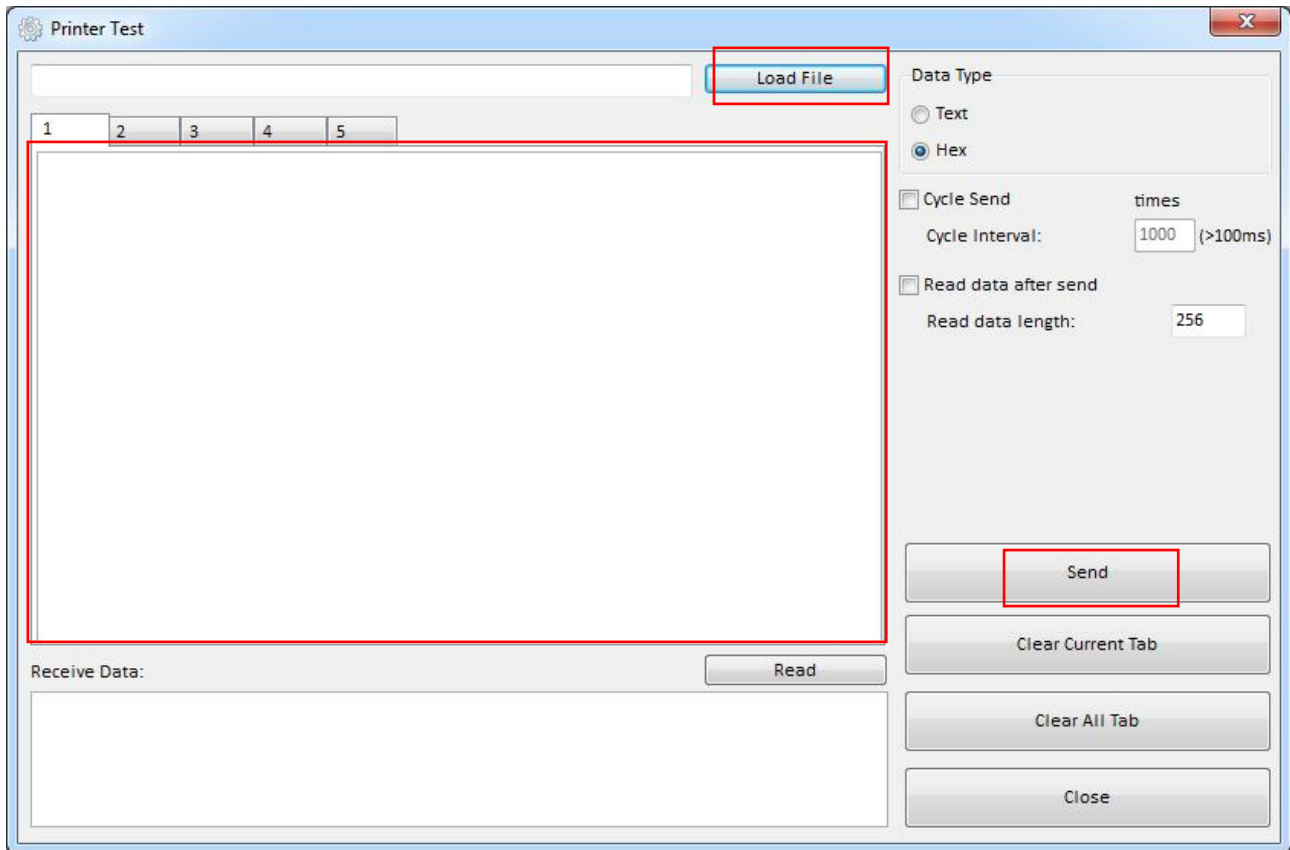 Printer Test
Load File
1 2 3 4 5
Data Type
Text
Hex
Cycle Send times
Cycle Interval: 1000 (>100ms)
Read data after send
Read data length: 256
Send
Clear Current Tab
Receive Data: Read
Clear All Tab
Close